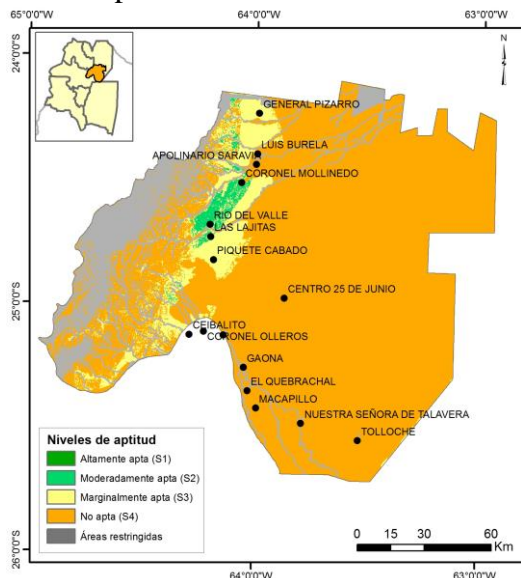 65°0'0"O
64°0'0"O
63°0'0"O
24°0'0"S
N
GENERAL PIZARRO
LUIS BURELA
APOLINARIO SARAVIA
CORONEL MOLLINEDO
RIO DEL VALLE
LAS LAJITAS
PIQUETE CABADO
CENTRO 25 DE JUNIO
25°0'0"S
CEIBALITO
CORONEL OLLEROS
GAONA
EL QUEBRACHAL
MACAPILLO
NUESTRA SEÑORA DE TALAVERA
TOLLOCHE
Niveles de aptitud
Altamente apta (S1)
Moderadamente apta (S2)
Marginalmente apta (S3)
No apta (S4)
Áreas restringidas
0 15 30 60
Km
26°0'0"S
64°0'0"O
63°0'0"O